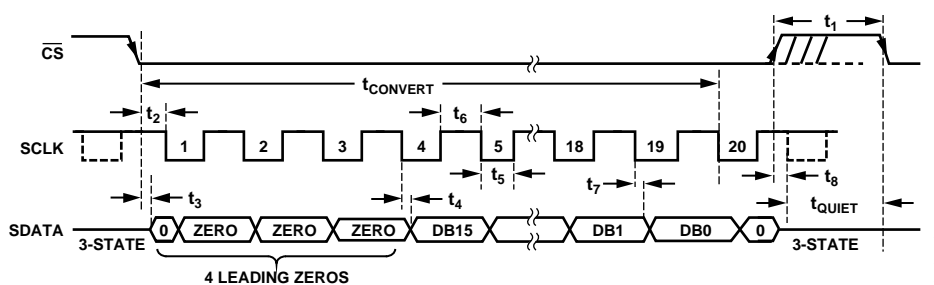 t1
CS
tCONVERT
t2
t6
SCLK
1 2 3 4 5 18 19 20
t3
t4
t5
t7
t8
tQUIET
SDATA
0 ZERO ZERO ZERO DB15 DB1 DB0 0
3-STATE
3-STATE
4 LEADING ZEROS